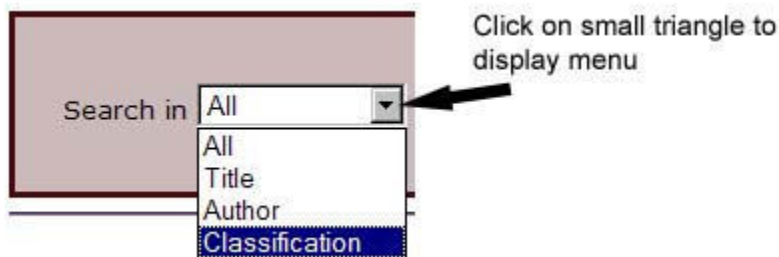 Click on small triangle to
display menu
Search in All
All
Title
Author
Classification